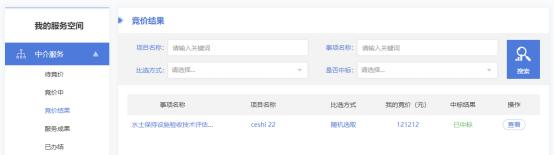 我的服务空间
中介服务
待竞价
竞价中
竞价结果
服务成果
已办结
竞价结果
项目名称: 请输入关键词 事项名称: 请输入关键词
比选方式: 请选择... 是否中标: 请选择...
搜索
事项名称 项目名称 比选方式 我的竞价（元） 中标结果 操作
水土保持设施验收技术评估... ceshi 22 随机选取 121212 已中标 查看